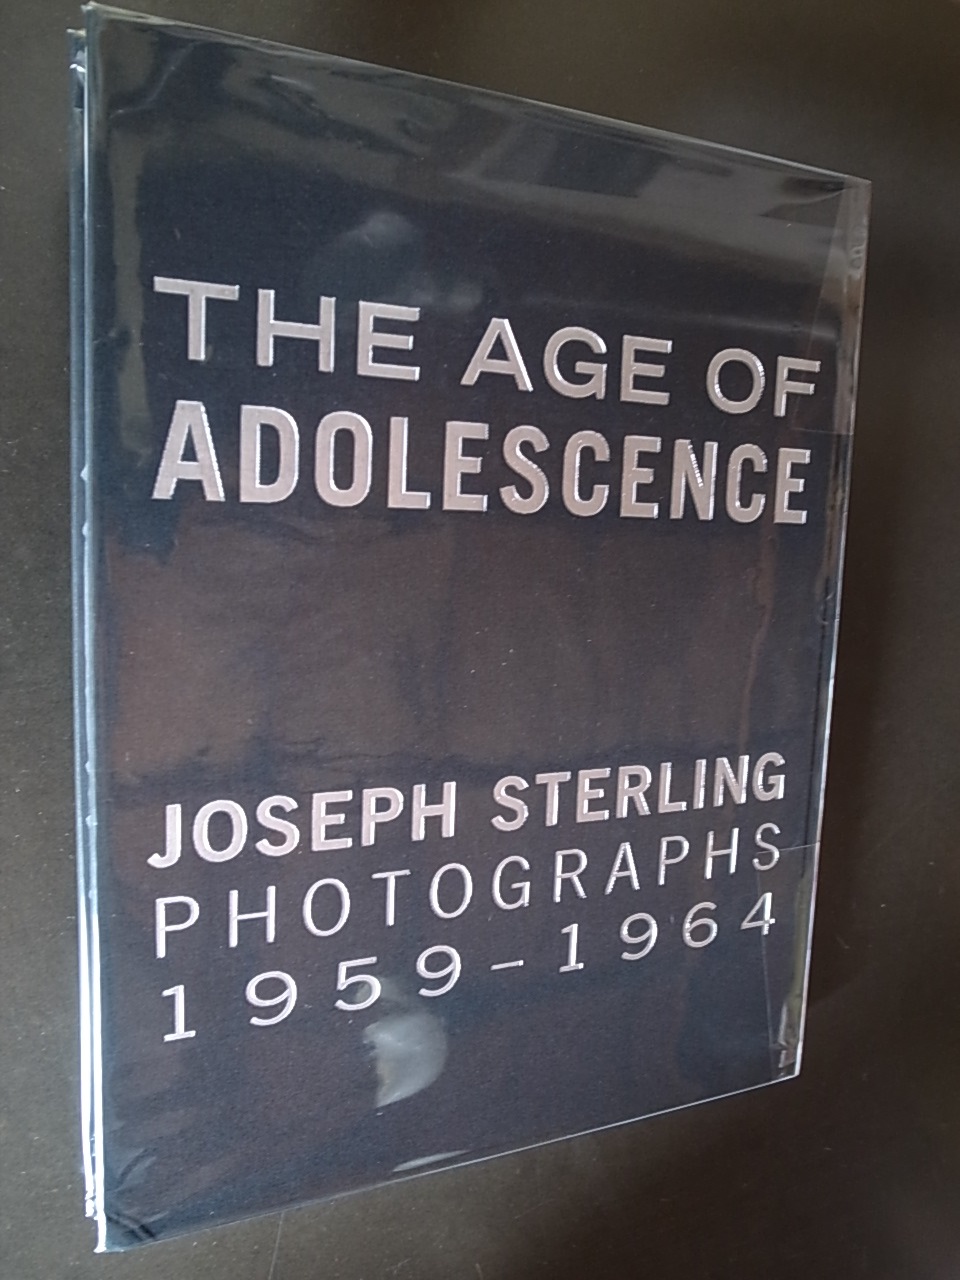 THE AGE OF
ADOLESCENCE
JOSEPH STERLING
PHOTOGRAPHS
1959–1964